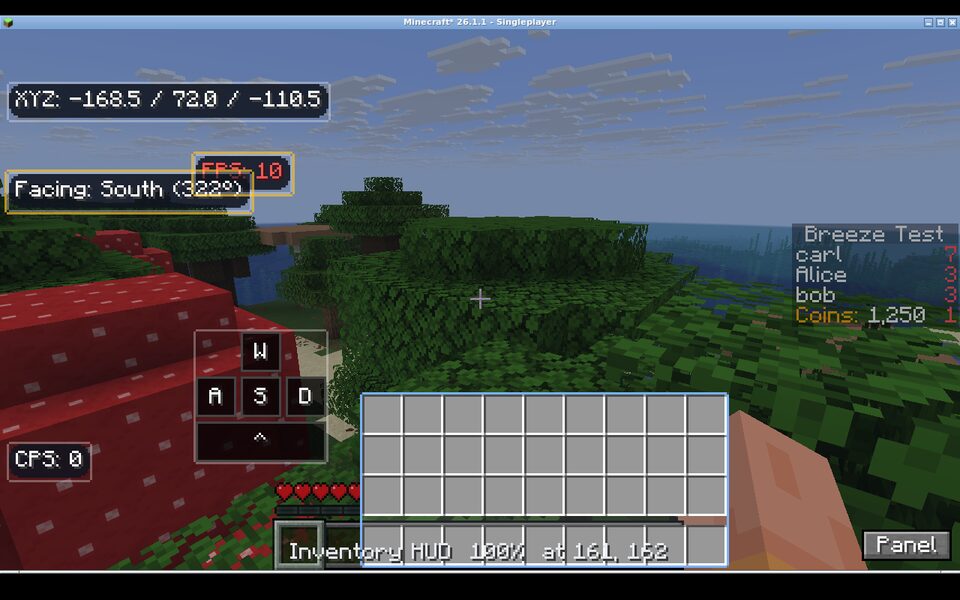 Minecraft* 26.1.1 - Singleplayer
XYZ: -168.5 / 72.0 / -110.5
FPS: 10
Facing: South (322°)
Breeze Test
carl 7
Alice 3
bob 3
Coins: 1,250 1
W
A S D
^
CPS: 0
Inventory HUD 100% at 161, 162
Panel